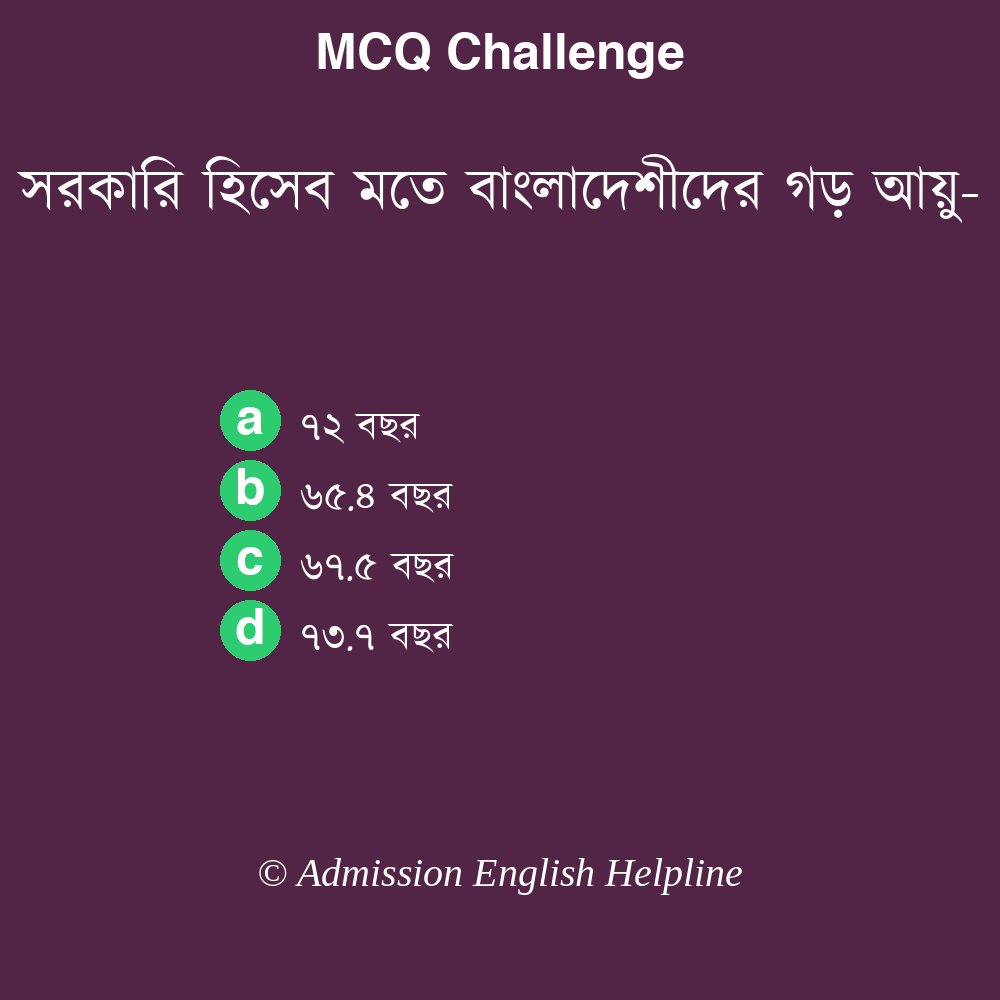 MCQ Challenge
সরকারি হিসেব মতে বাংলাদেশীদের গড় আয়ু-
a ৭২ বছর
b ৬৫.৪ বছর
c ৬৭.৫ বছর
d ৭৩.৭ বছর
© Admission English Helpline